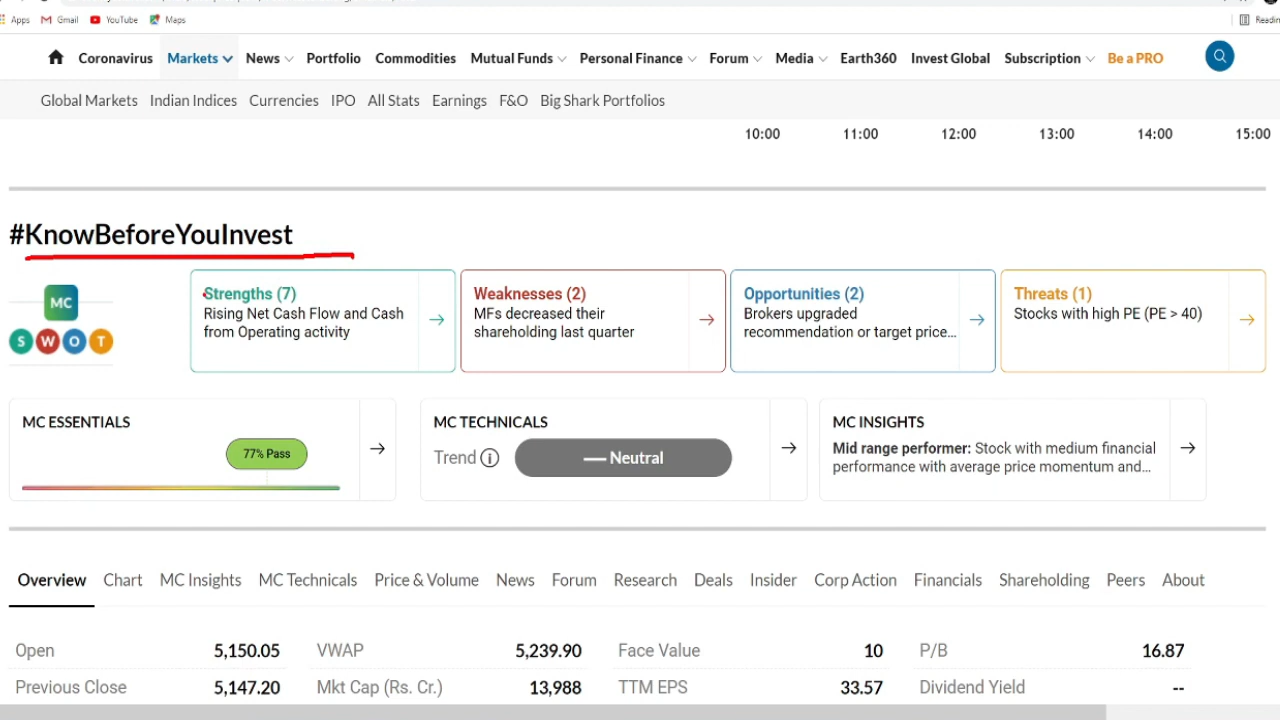 Apps Gmail YouTube Maps
Coronavirus Markets News Portfolio Commodities Mutual Funds Personal Finance Forum Media Earth360 Invest Global Subscription Be a PRO
Global Markets Indian Indices Currencies IPO All Stats Earnings F&O Big Shark Portfolios
10:00 11:00 12:00 13:00 14:00 15:00
#KnowBeforeYouInvest
MC
S W O T
Strengths (7)
Rising Net Cash Flow and Cash
from Operating activity
Weaknesses (2)
MFs decreased their
shareholding last quarter
Opportunities (2)
Brokers upgraded
recommendation or target price...
Threats (1)
Stocks with high PE (PE > 40)
MC ESSENTIALS
77% Pass
MC TECHNICALS
Trend Neutral
MC INSIGHTS
Mid range performer: Stock with medium financial
performance with average price momentum and...
Overview Chart MC Insights MC Technicals Price & Volume News Forum Research Deals Insider Corp Action Financials Shareholding Peers About
Open 5,150.05 VWAP 5,239.90 Face Value 10 P/B 16.87
Previous Close 5,147.20 Mkt Cap (Rs. Cr.) 13,988 TTM EPS 33.57 Dividend Yield --